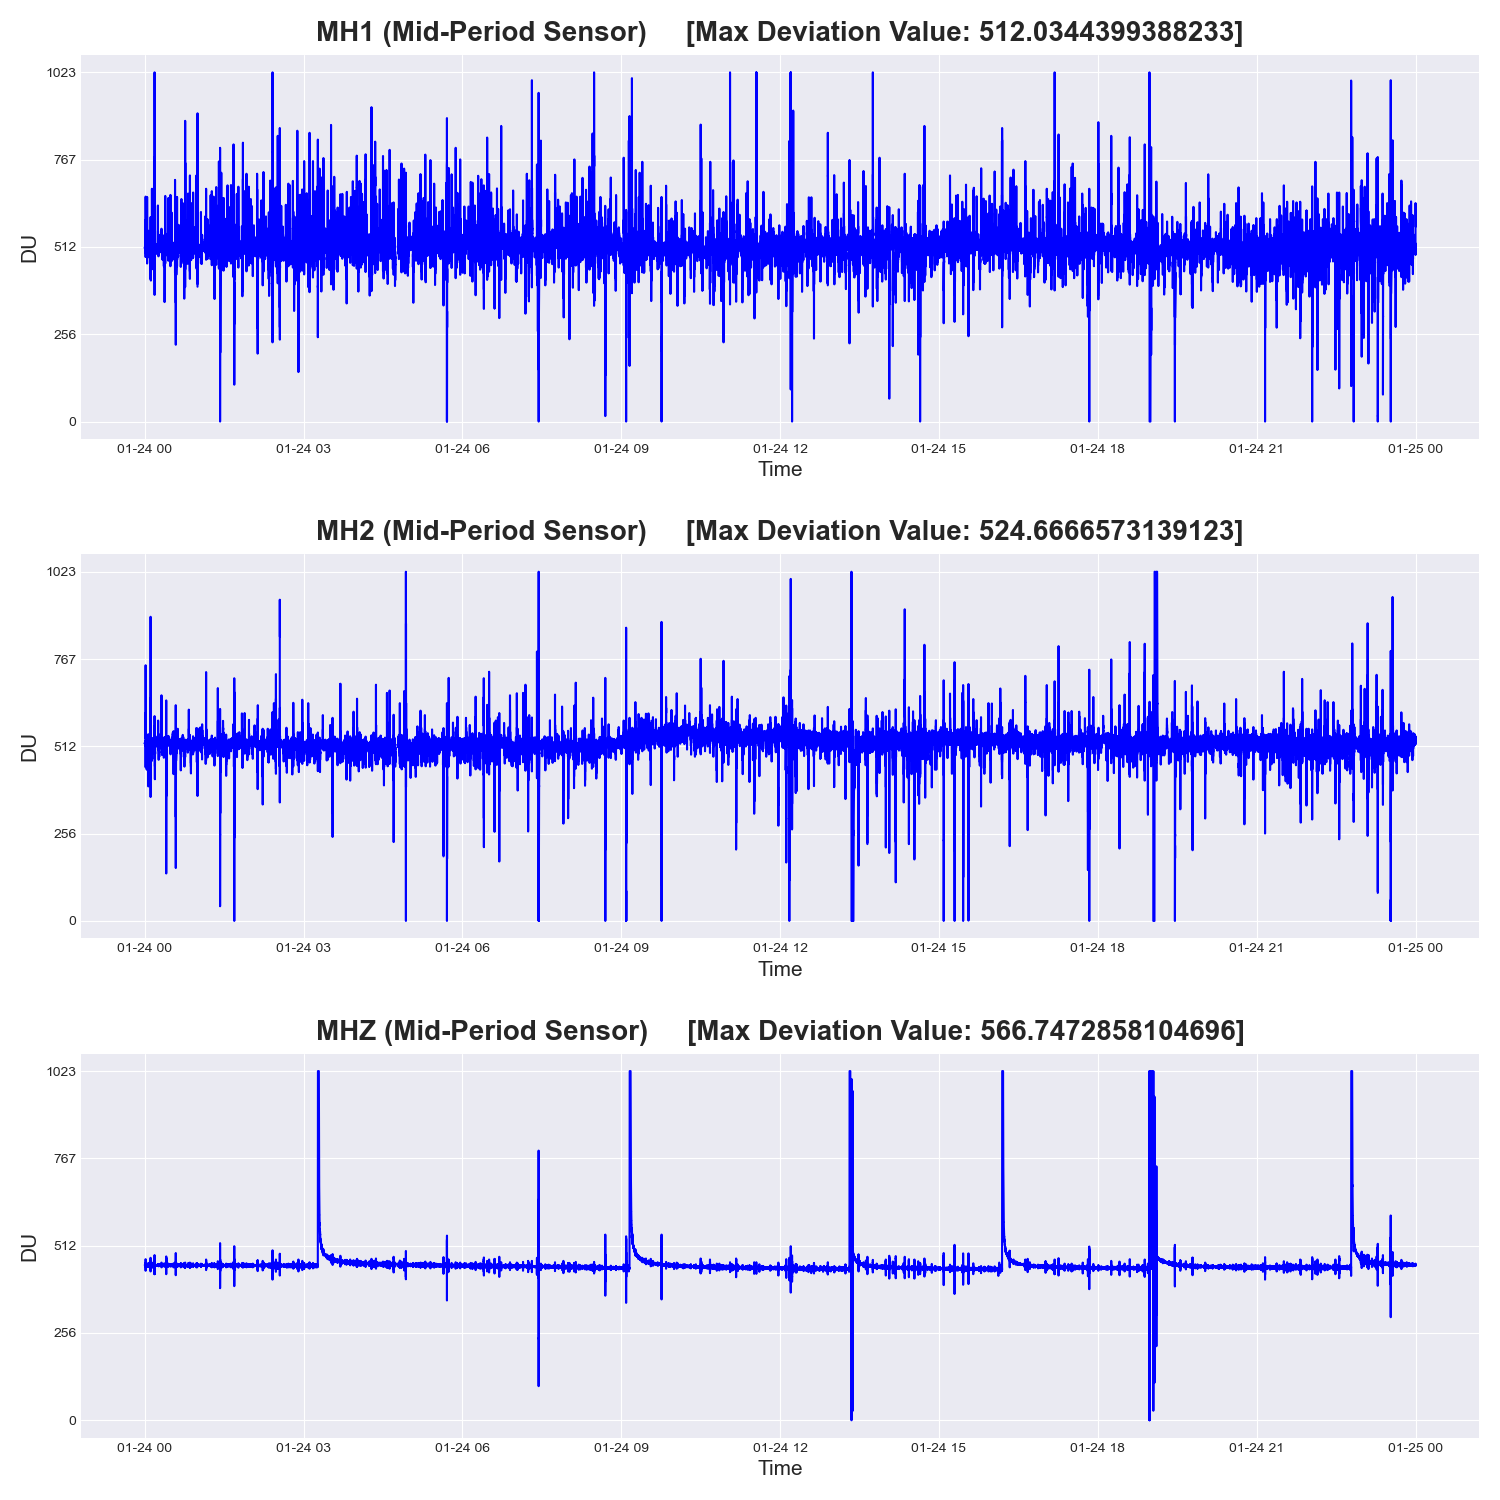 MH1 (Mid-Period Sensor) [Max Deviation Value: 512.0344399388233]
1023
767
512
256
0
DU
01-24 00 01-24 03 01-24 06 01-24 09 01-24 12 01-24 15 01-24 18 01-24 21 01-25 00
Time
MH2 (Mid-Period Sensor) [Max Deviation Value: 524.6666573139123]
1023
767
512
256
0
DU
01-24 00 01-24 03 01-24 06 01-24 09 01-24 12 01-24 15 01-24 18 01-24 21 01-25 00
Time
MHZ (Mid-Period Sensor) [Max Deviation Value: 566.7472858104696]
1023
767
512
256
0
DU
01-24 00 01-24 03 01-24 06 01-24 09 01-24 12 01-24 15 01-24 18 01-24 21 01-25 00
Time